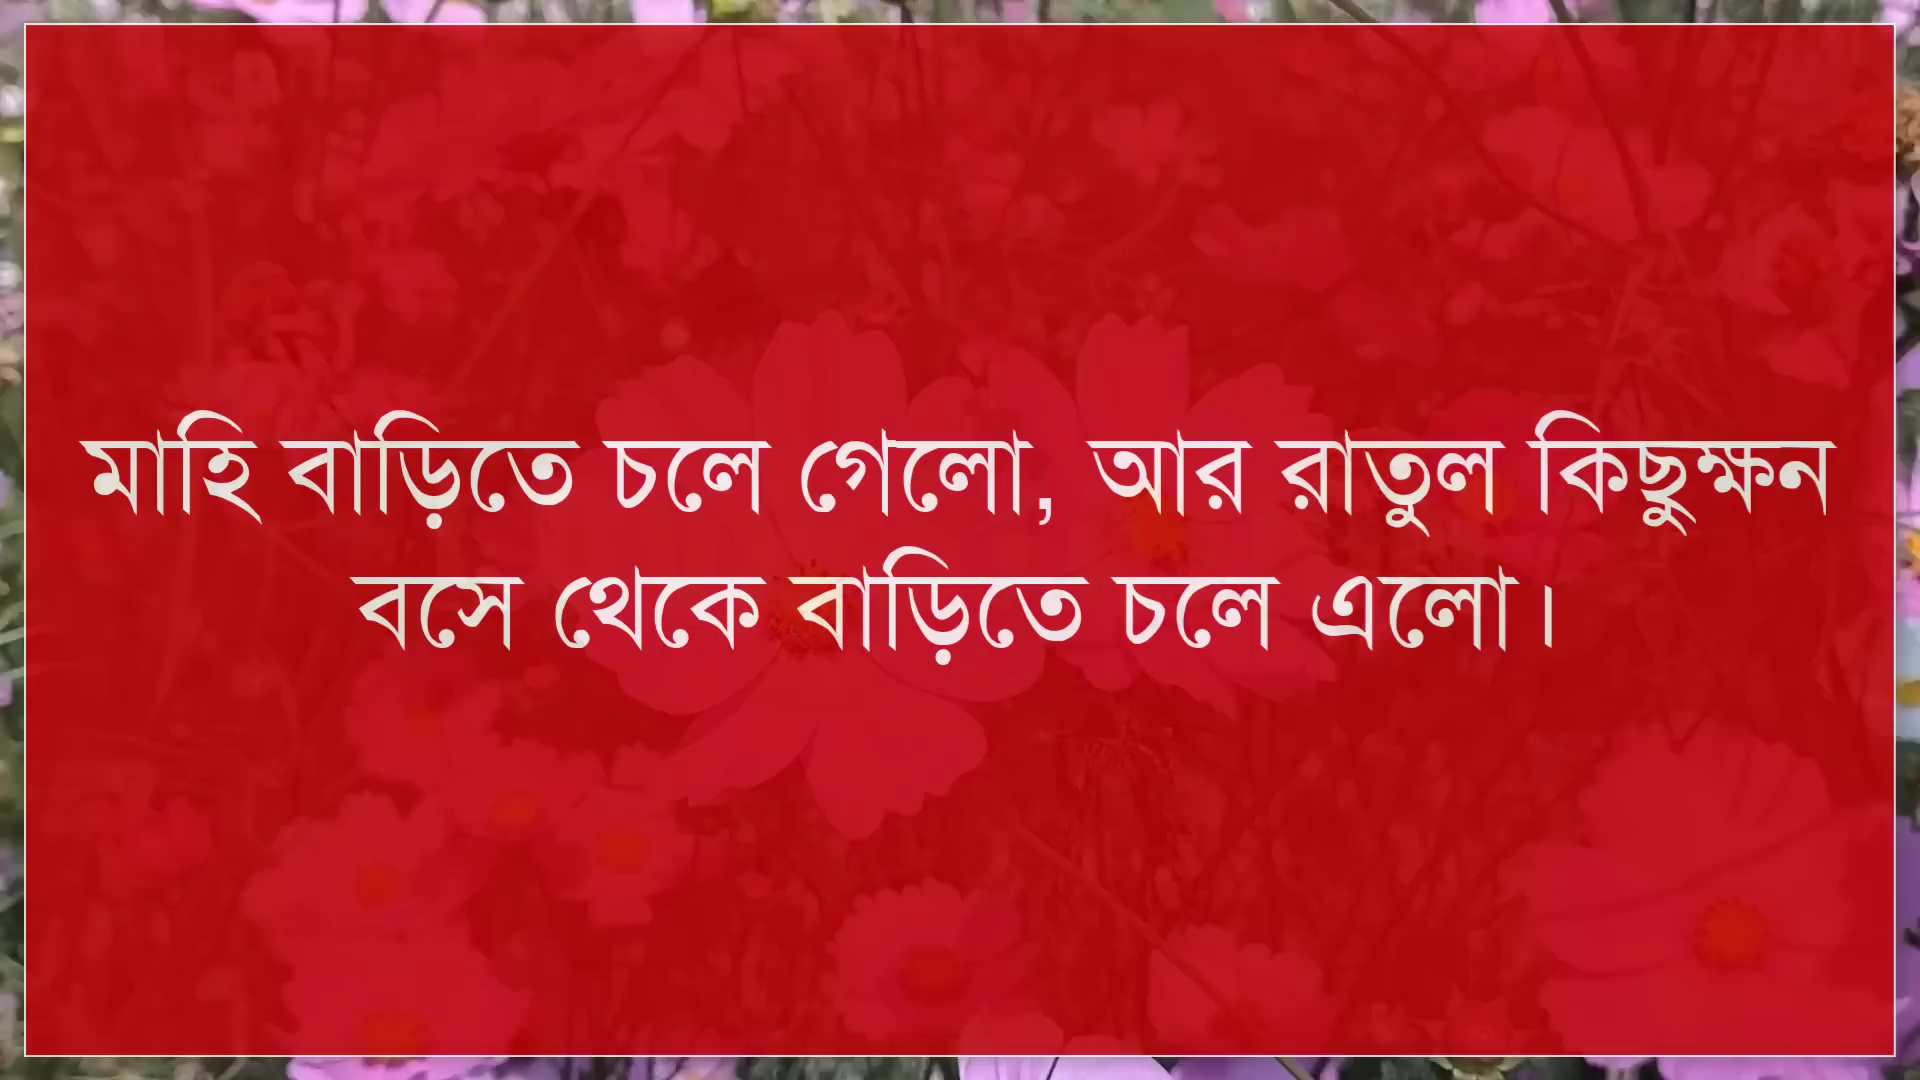 মাহি বাড়িতে চলে গেলো, আর রাতুল কিছুক্ষন
বসে থেকে বাড়িতে চলে এলো।